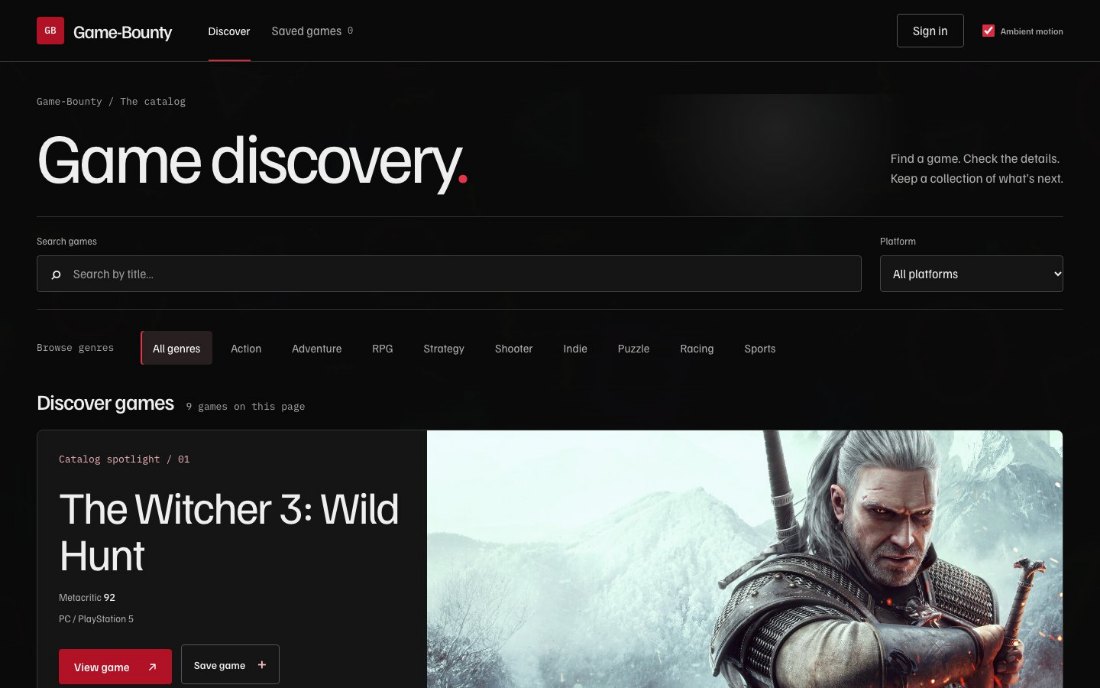 GB
Game-Bounty
Discover
Saved games 0
Sign in
Ambient motion
Game-Bounty / The catalog
Game discovery.
Find a game. Check the details.
Keep a collection of what's next.
Search games
Platform
Search by title...
All platforms
Browse genres
All genres
Action
Adventure
RPG
Strategy
Shooter
Indie
Puzzle
Racing
Sports
Discover games
9 games on this page
Catalog spotlight / 01
The Witcher 3: Wild
Hunt
Metacritic 92
PC / PlayStation 5
View game
Save game